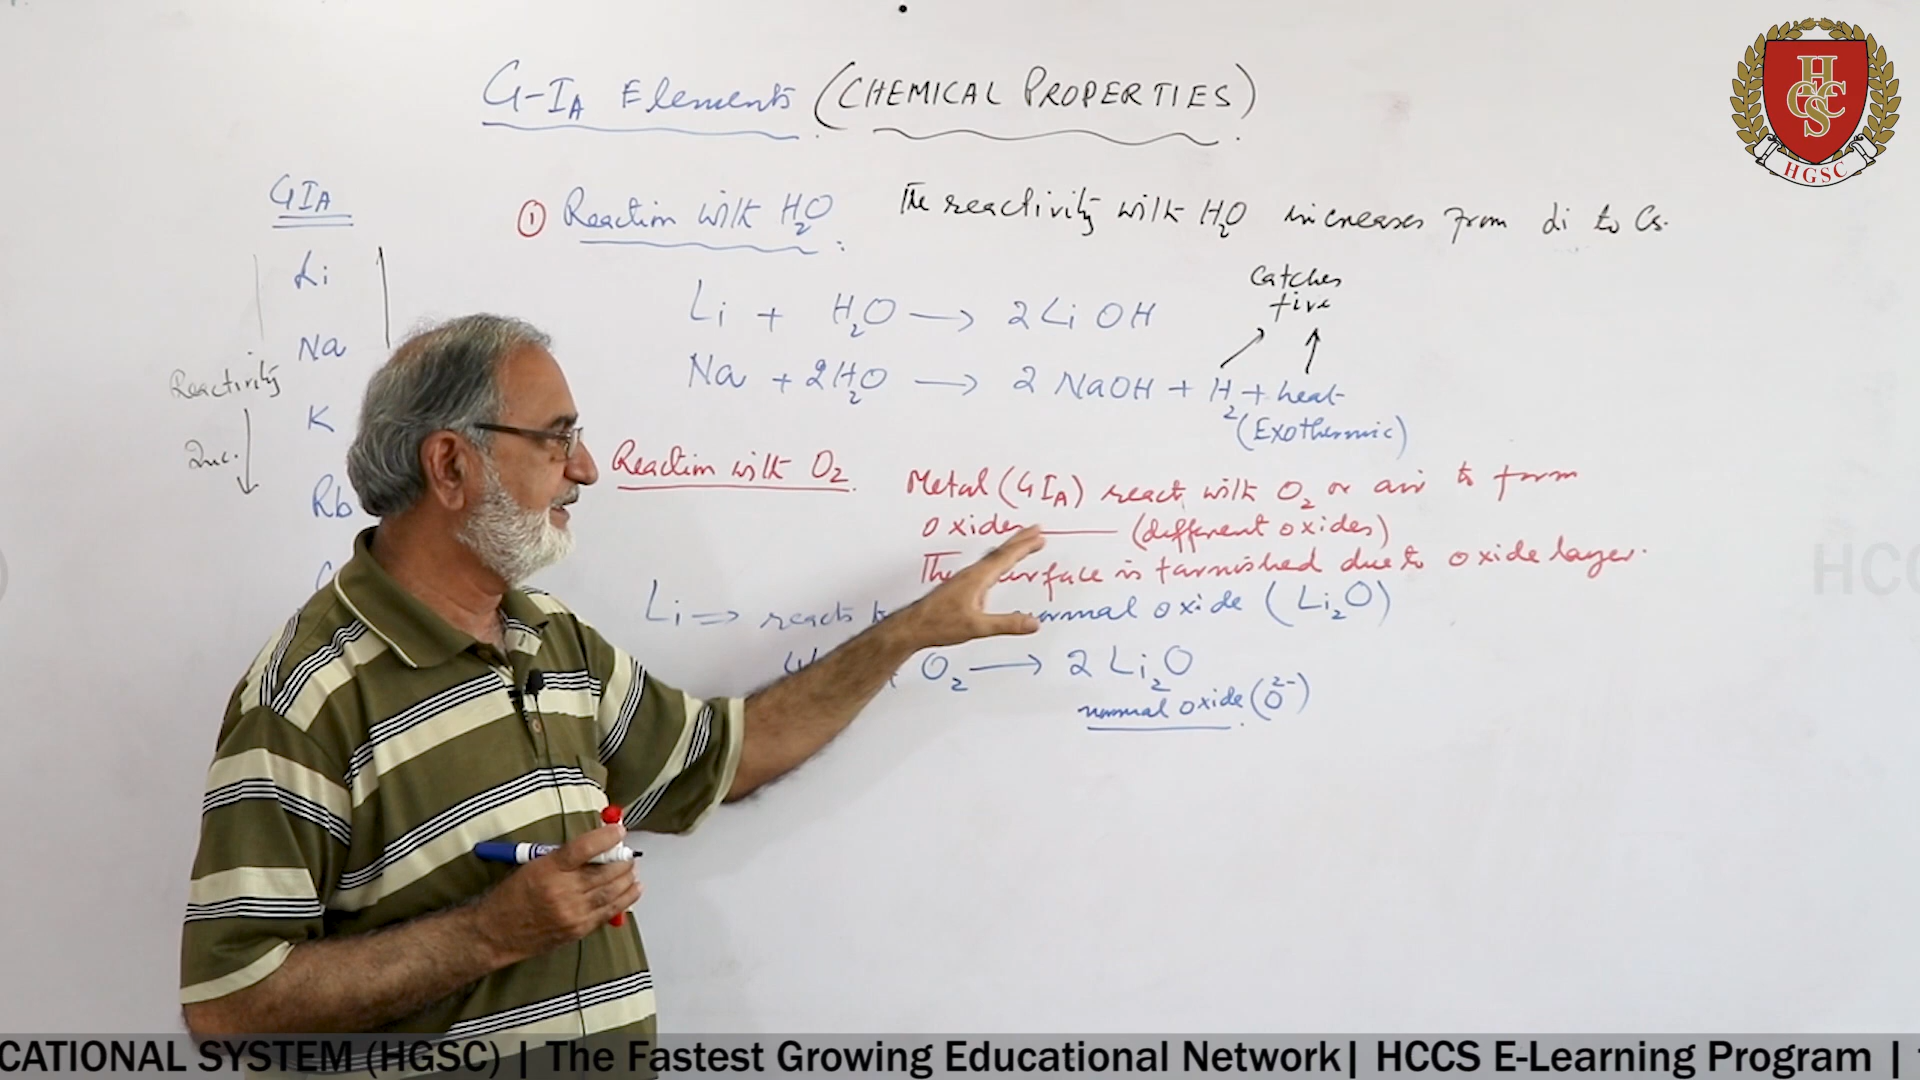 G-IA Elements (CHEMICAL PROPERTIES)
HCCS
HGSC
GIA
Li
Na
K
Rb
Reactivity
Inc.
① Reaction with H2O
The reactivity with H2O increases from Li to Cs.
Li + H2O → 2 Li OH
Catches
fire
Na + 2H2O → 2 NaOH + H2 + heat
(Exothermic)
Reaction with O2
Metal (GIA) react with O2 or air to form
oxides (different oxides)
surface is tarnished due to oxide layer.
Li ⇒ reacts normal oxide (Li2O)
O2 → 2 Li2O
normal oxide (O2-)
HCC
CATIONAL SYSTEM (HGSC) | The Fastest Growing Educational Network| HCCS E-Learning Program |